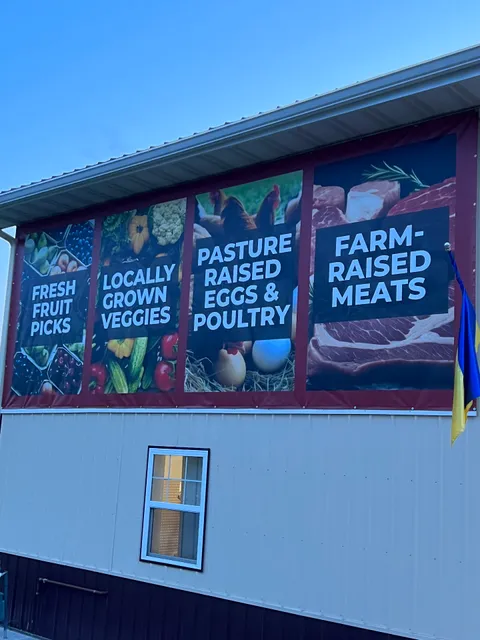 FRESH
FRUIT
PICKS
LOCALLY
GROWN
VEGGIES
PASTURE
RAISED
EGGS &
POULTRY
FARM-
RAISED
MEATS